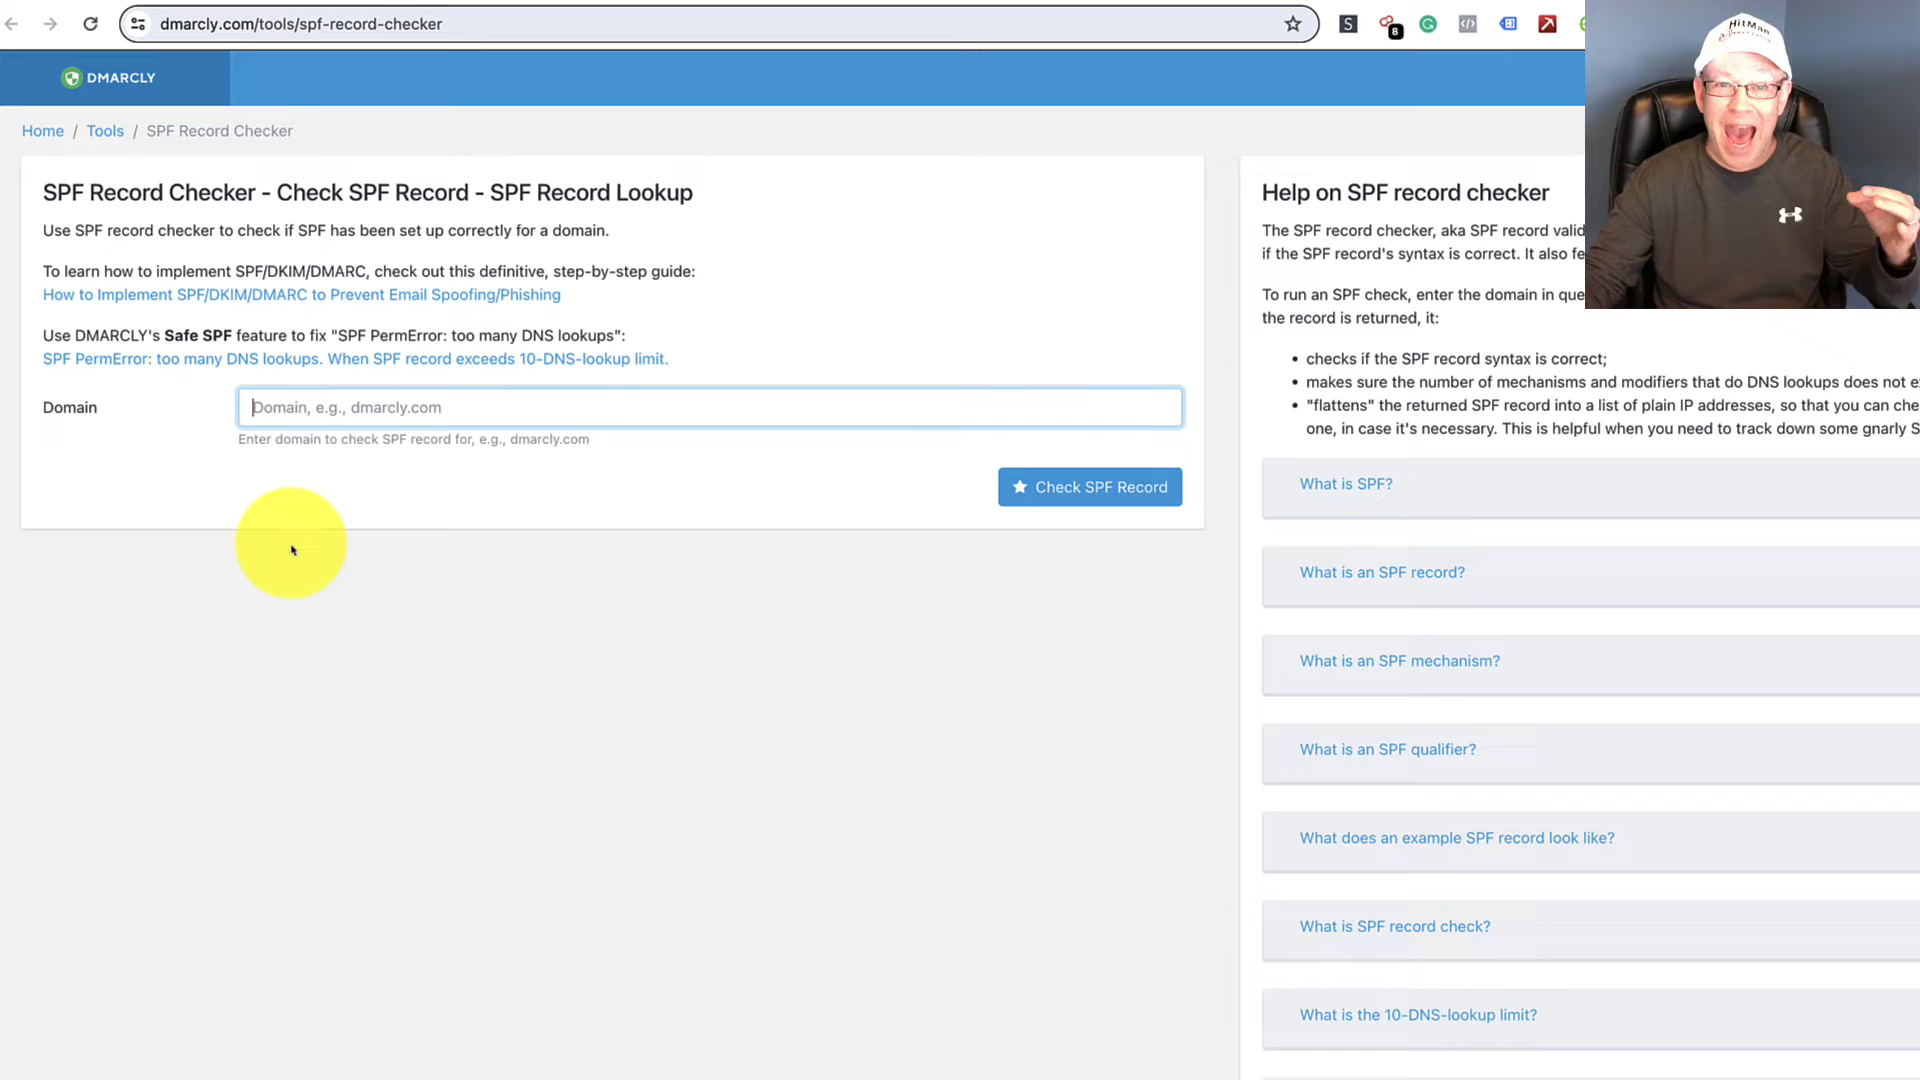 dmarcly.com/tools/spf-record-checker
S
8
DMARCLY
Home / Tools / SPF Record Checker
SPF Record Checker - Check SPF Record - SPF Record Lookup
Use SPF record checker to check if SPF has been set up correctly for a domain.
To learn how to implement SPF/DKIM/DMARC, check out this definitive, step-by-step guide:
How to Implement SPF/DKIM/DMARC to Prevent Email Spoofing/Phishing
Use DMARCLY's Safe SPF feature to fix "SPF PermError: too many DNS lookups":
SPF PermError: too many DNS lookups. When SPF record exceeds 10-DNS-lookup limit.
Domain
Domain, e.g., dmarcly.com
Enter domain to check SPF record for, e.g., dmarcly.com
Check SPF Record
Help on SPF record checker
The SPF record checker, aka SPF record valid
if the SPF record's syntax is correct. It also fe
To run an SPF check, enter the domain in que
the record is returned, it:
• checks if the SPF record syntax is correct;
• makes sure the number of mechanisms and modifiers that do DNS lookups does not e
• "flattens" the returned SPF record into a list of plain IP addresses, so that you can che
one, in case it's necessary. This is helpful when you need to track down some gnarly S
What is SPF?
What is an SPF record?
What is an SPF mechanism?
What is an SPF qualifier?
What does an example SPF record look like?
What is SPF record check?
What is the 10-DNS-lookup limit?
HitMan